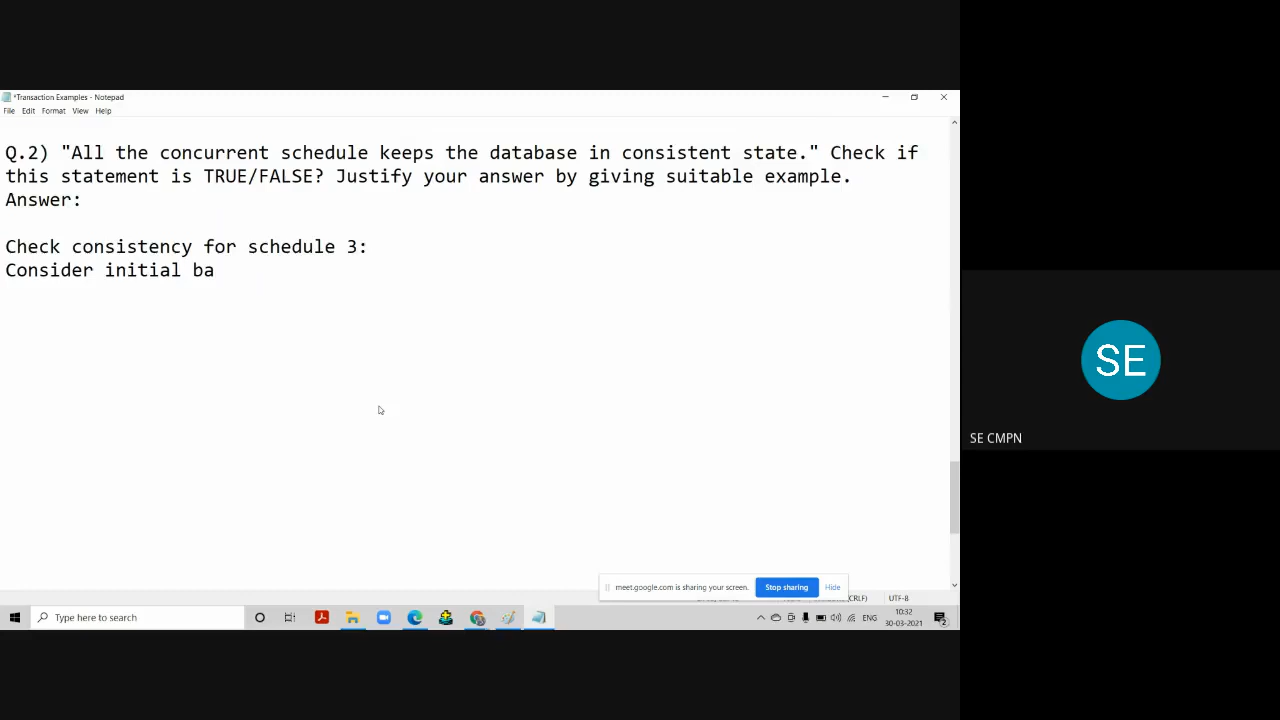 *Transaction Examples - Notepad
File Edit Format View Help
Q.2) "All the concurrent schedule keeps the database in consistent state." Check if
this statement is TRUE/FALSE? Justify your answer by giving suitable example.
Answer:
Check consistency for schedule 3:
Consider initial ba
SE
SE CMPN
meet.google.com is sharing your screen. Stop sharing Hide
(CRLF) UTF-8
Type here to search
ENG
10:32
30-03-2021
2